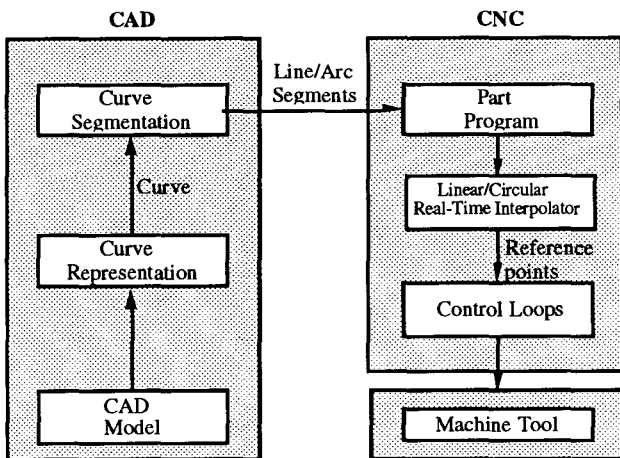 CAD
CNC
Curve
Segmentation
Line/Arc
Segments
Part
Program
Curve
Linear/Circular
Real-Time Interpolator
Curve
Representation
Reference
points
Control Loops
CAD
Model
Machine Tool